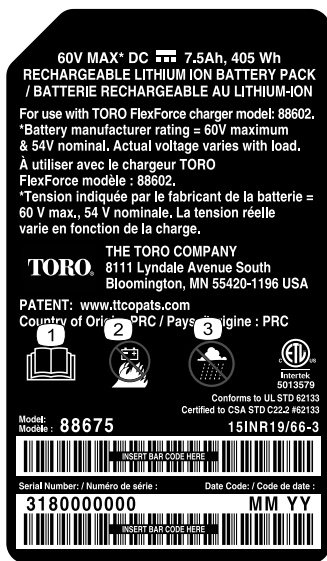 60V MAX* DC 7.5Ah, 405 Wh
RECHARGEABLE LITHIUM ION BATTERY PACK
/ BATTERIE RECHARGEABLE AU LITHIUM-ION
For use with TORO FlexForce charger model: 88602.
*Battery manufacturer rating = 60V maximum
& 54V nominal. Actual voltage varies with load.
À utiliser avec le chargeur TORO
FlexForce modèle : 88602.
*Tension indiquée par le fabricant de la batterie =
60 V max., 54 V nominale. La tension réelle
varie en fonction de la charge.
TORO.
THE TORO COMPANY
8111 Lyndale Avenue South
Bloomington, MN 55420-1196 USA
PATENT: www.ttcopats.com
Country of Origin PRC / Pays origine : PRC
1
2
3
ETL
Intertek
5013579
Conforms to UL STD 62133
Certified to CSA STD C22.2 #62133
Model:
Modèle : 88675
15INR19/66-3
INSERT BAR CODE HERE
Serial Number: / Numéro de série : Date Code: / Code de date :
3180000000 MM YY
INSERT BAR CODE HERE